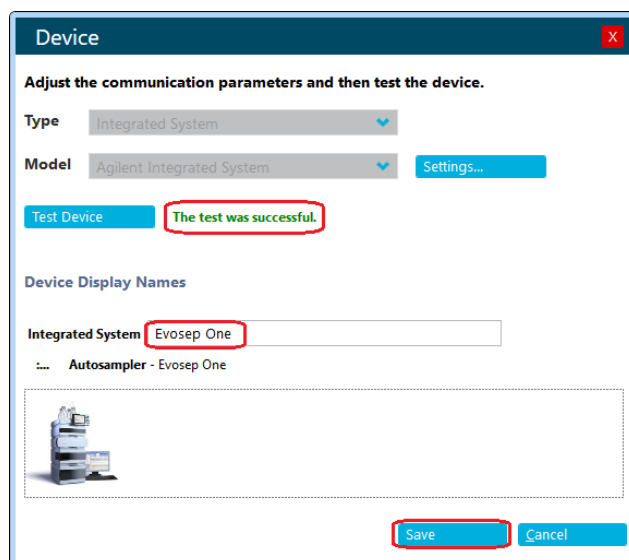 Device X
Adjust the communication parameters and then test the device.
Type Integrated System
Model Agilent Integrated System Settings...
Test Device The test was successful.
Device Display Names
Integrated System Evosep One
:... Autosampler - Evosep One
Save Cancel